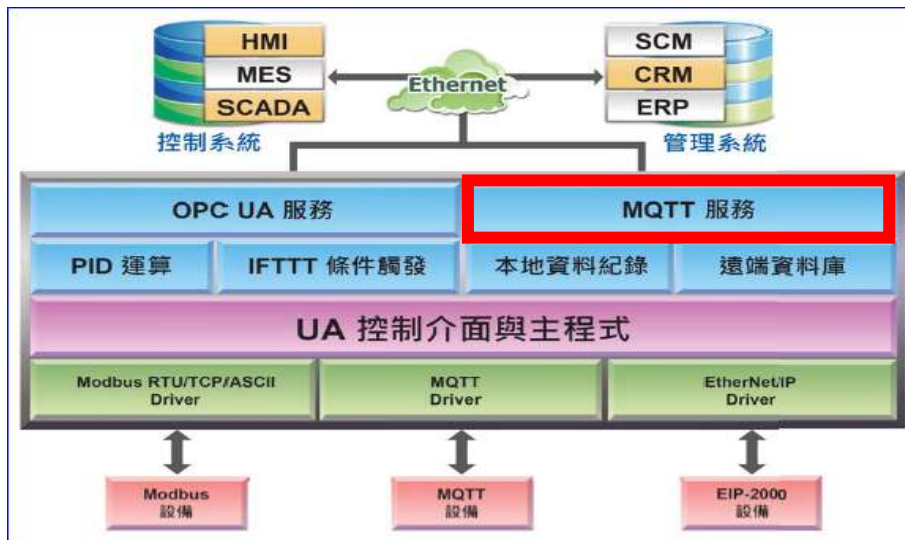 HMI
MES
SCADA
控制系統
Ethernet
SCM
CRM
ERP
管理系統
OPC UA 服務
MQTT 服務
PID 運算
IFTTT 條件觸發
本地資料紀錄
遠端資料庫
UA 控制介面與主程式
Modbus RTU/TCP/ASCII
Driver
MQTT
Driver
EtherNet/IP
Driver
Modbus
設備
MQTT
設備
EIP-2000
設備